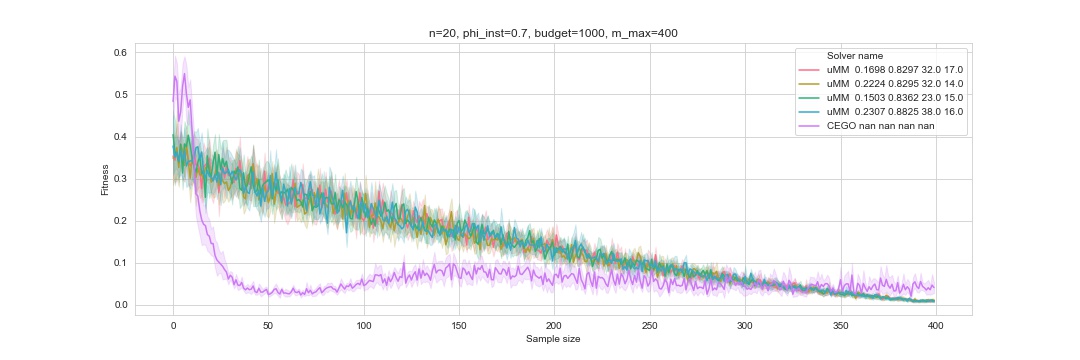 n=20, phi_inst=0.7, budget=1000, m_max=400
0.6
0.5
0.4
0.3
0.2
0.1
0.0
Fitness
Solver name
uMM 0.1698 0.8297 32.0 17.0
uMM 0.2224 0.8295 32.0 14.0
uMM 0.1503 0.8362 23.0 15.0
uMM 0.2307 0.8825 38.0 16.0
CEGO nan nan nan nan
0 50 100 150 200 250 300 350 400
Sample size